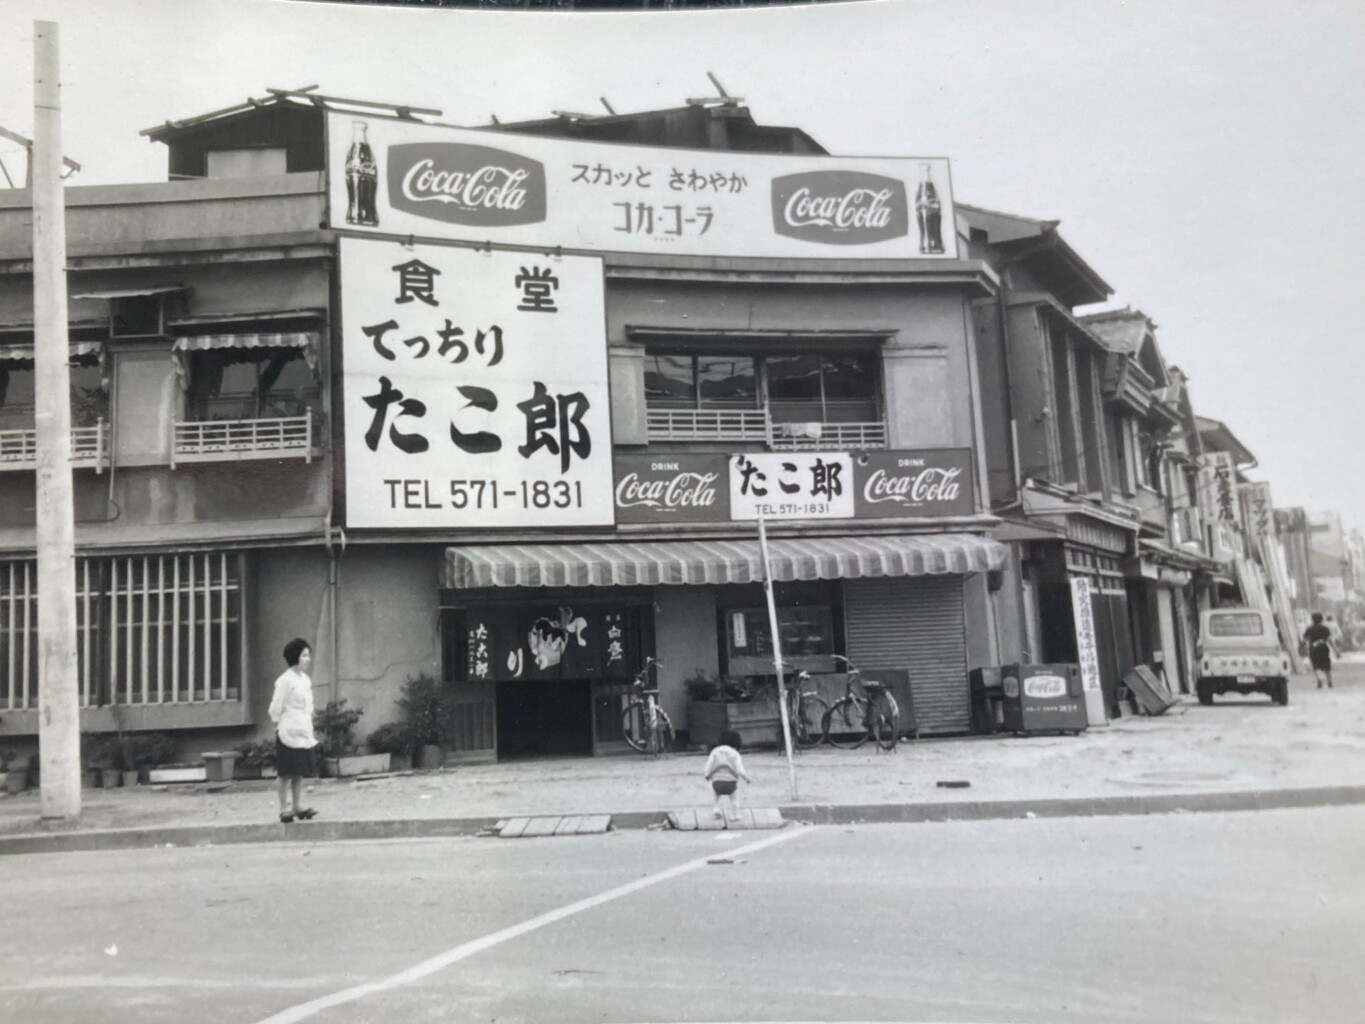 Coca-Cola
スカッと さわやか
コカ・コーラ
Coca-Cola
食堂
てっちり
たこ郎
TEL 571-1831
DRINK
Coca-Cola
たこ郎
TEL 571-1831
DRINK
Coca-Cola
たこ郎
てっちり
Coca-Cola